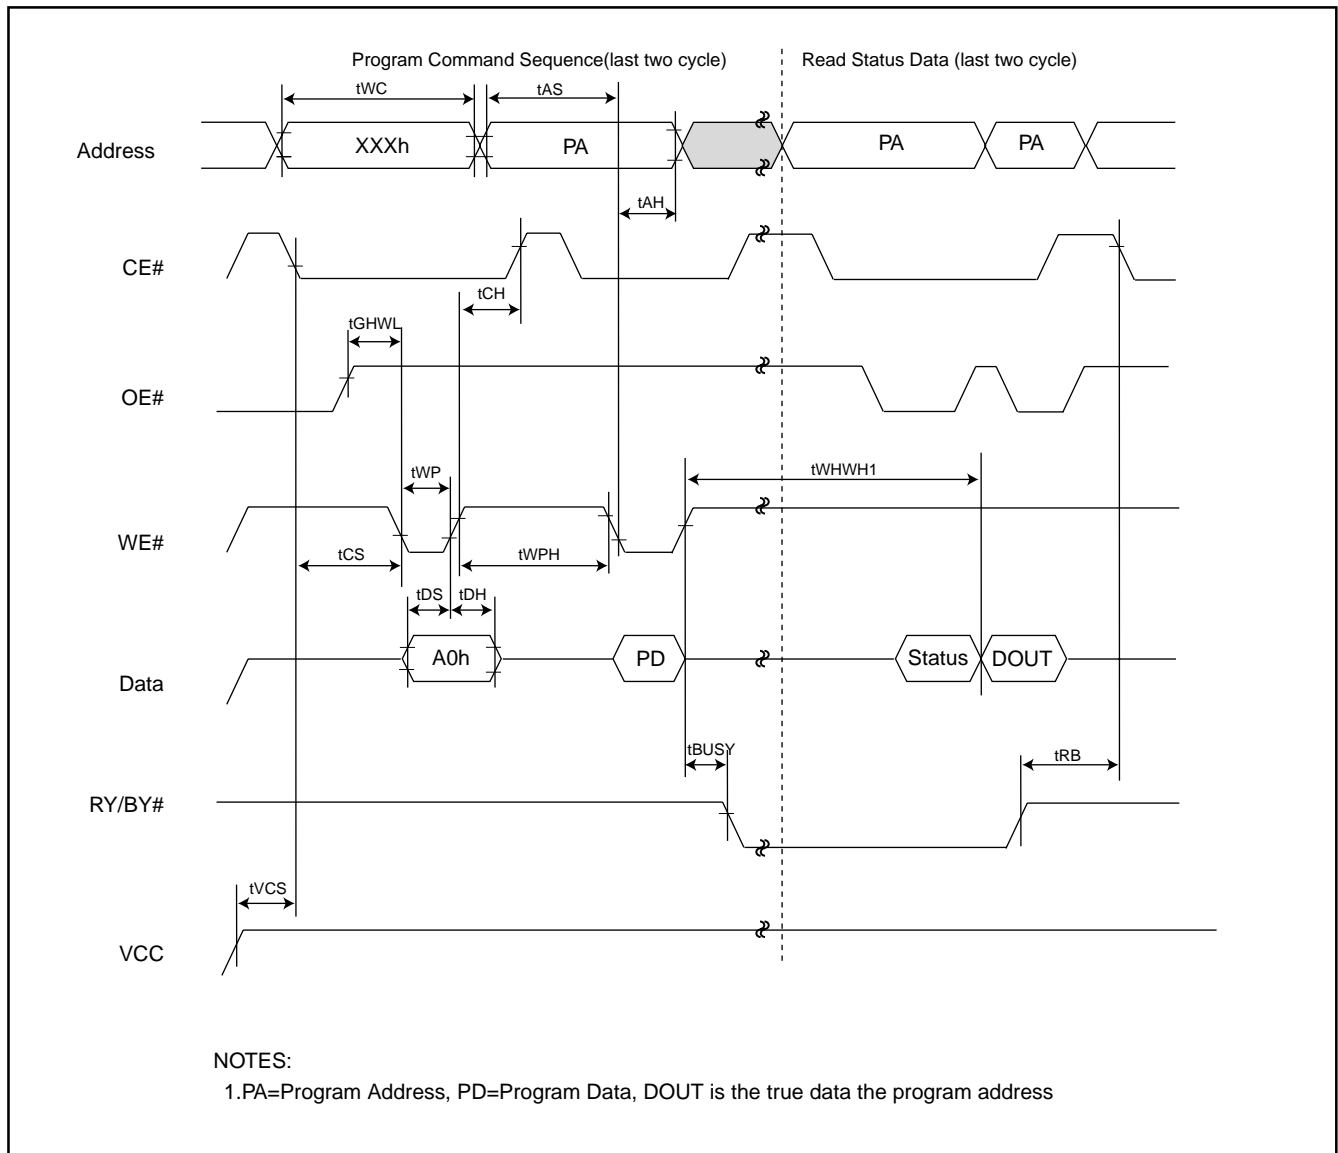 Program Command Sequence(last two cycle)
Read Status Data (last two cycle)
tWC
tAS
Address
XXXh
PA
PA
PA
tAH
CE#
tCH
tGHWL
OE#
tWP
tWHWH1
WE#
tCS
tWPH
tDS
tDH
A0h
PD
Status
DOUT
Data
tBUSY
tRB
RY/BY#
tVCS
VCC
NOTES:
1.PA=Program Address, PD=Program Data, DOUT is the true data the program address